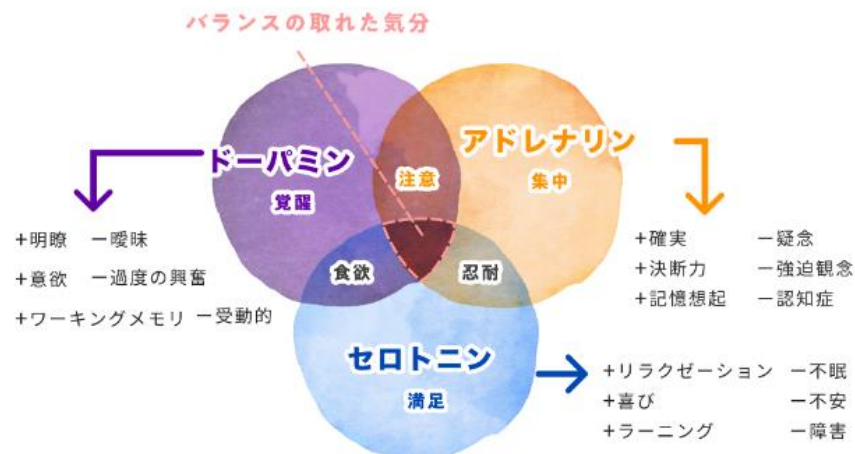 バランスの取れた気分
ドーパミン
覚醒
注意
アドレナリン
集中
+明瞭 ー曖昧
+意欲 ー過度の興奮
+ワーキングメモリ ー受動的
食欲
忍耐
+確実 ー疑念
+決断力 ー強迫観念
+記憶想起 ー認知症
セロトニン
満足
+リラクゼーション ー不眠
+喜び ー不安
+ラーニング ー障害